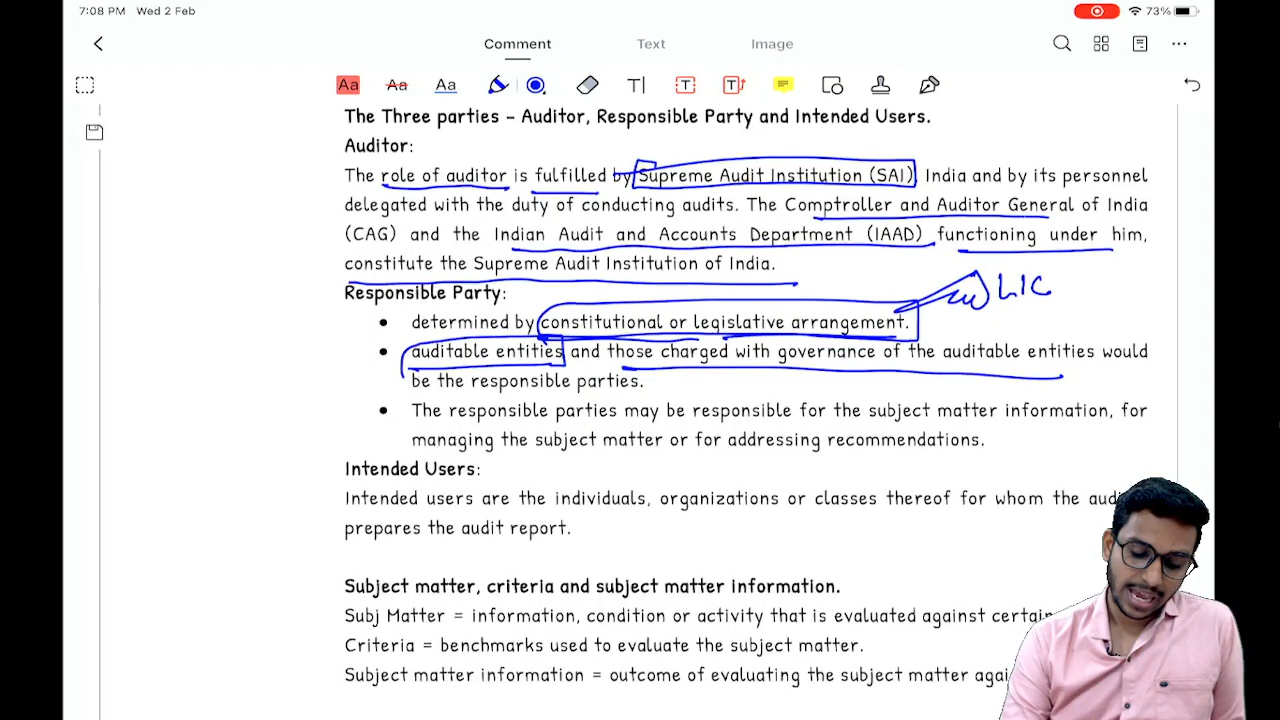 7:08 PM Wed 2 Feb
73%
Comment
Text
Image
Aa Aa Aa T T T
The Three parties – Auditor, Responsible Party and Intended Users.
Auditor:
The role of auditor is fulfilled by Supreme Audit Institution (SAI) India and by its personnel
delegated with the duty of conducting audits. The Comptroller and Auditor General of India
(CAG) and the Indian Audit and Accounts Department (IAAD) functioning under him,
constitute the Supreme Audit Institution of India.
LIC
Responsible Party:
• determined by constitutional or legislative arrangement.
• auditable entities and those charged with governance of the auditable entities would
be the responsible parties.
• The responsible parties may be responsible for the subject matter information, for
managing the subject matter or for addressing recommendations.
Intended Users:
Intended users are the individuals, organizations or classes thereof for whom the
prepares the audit report.
Subject matter, criteria and subject matter information.
Subj Matter = information, condition or activity that is evaluated against certain
Criteria = benchmarks used to evaluate the subject matter.
Subject matter information = outcome of evaluating the subject matter